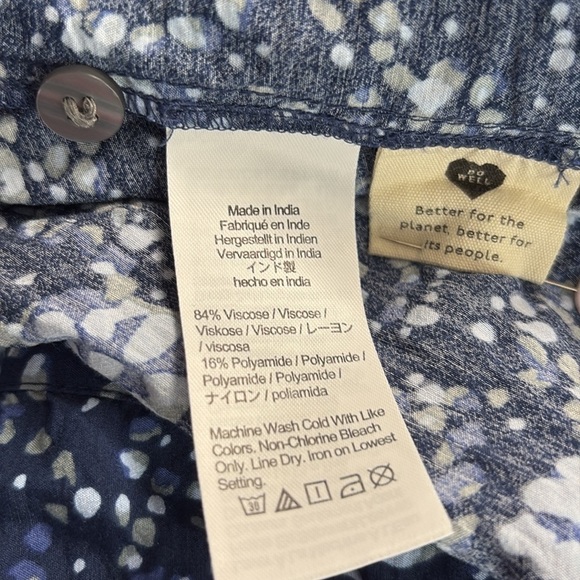 Made in India
Fabriqué en Inde
Hergestellt in Indien
Vervaardigd in India
インド製
hecho en india
84% Viscose / Viscose /
Viskose / Viscose / レーヨン
/ viscosa
16% Polyamide / Polyamide /
Polyamide / Polyamide /
ナイロン / poliamida
Machine Wash Cold With Like
Colors. Non-Chlorine Bleach
Only. Line Dry. Iron on Lowest
Setting.
30
DO
WELL
Better for the
planet, better for
its people.